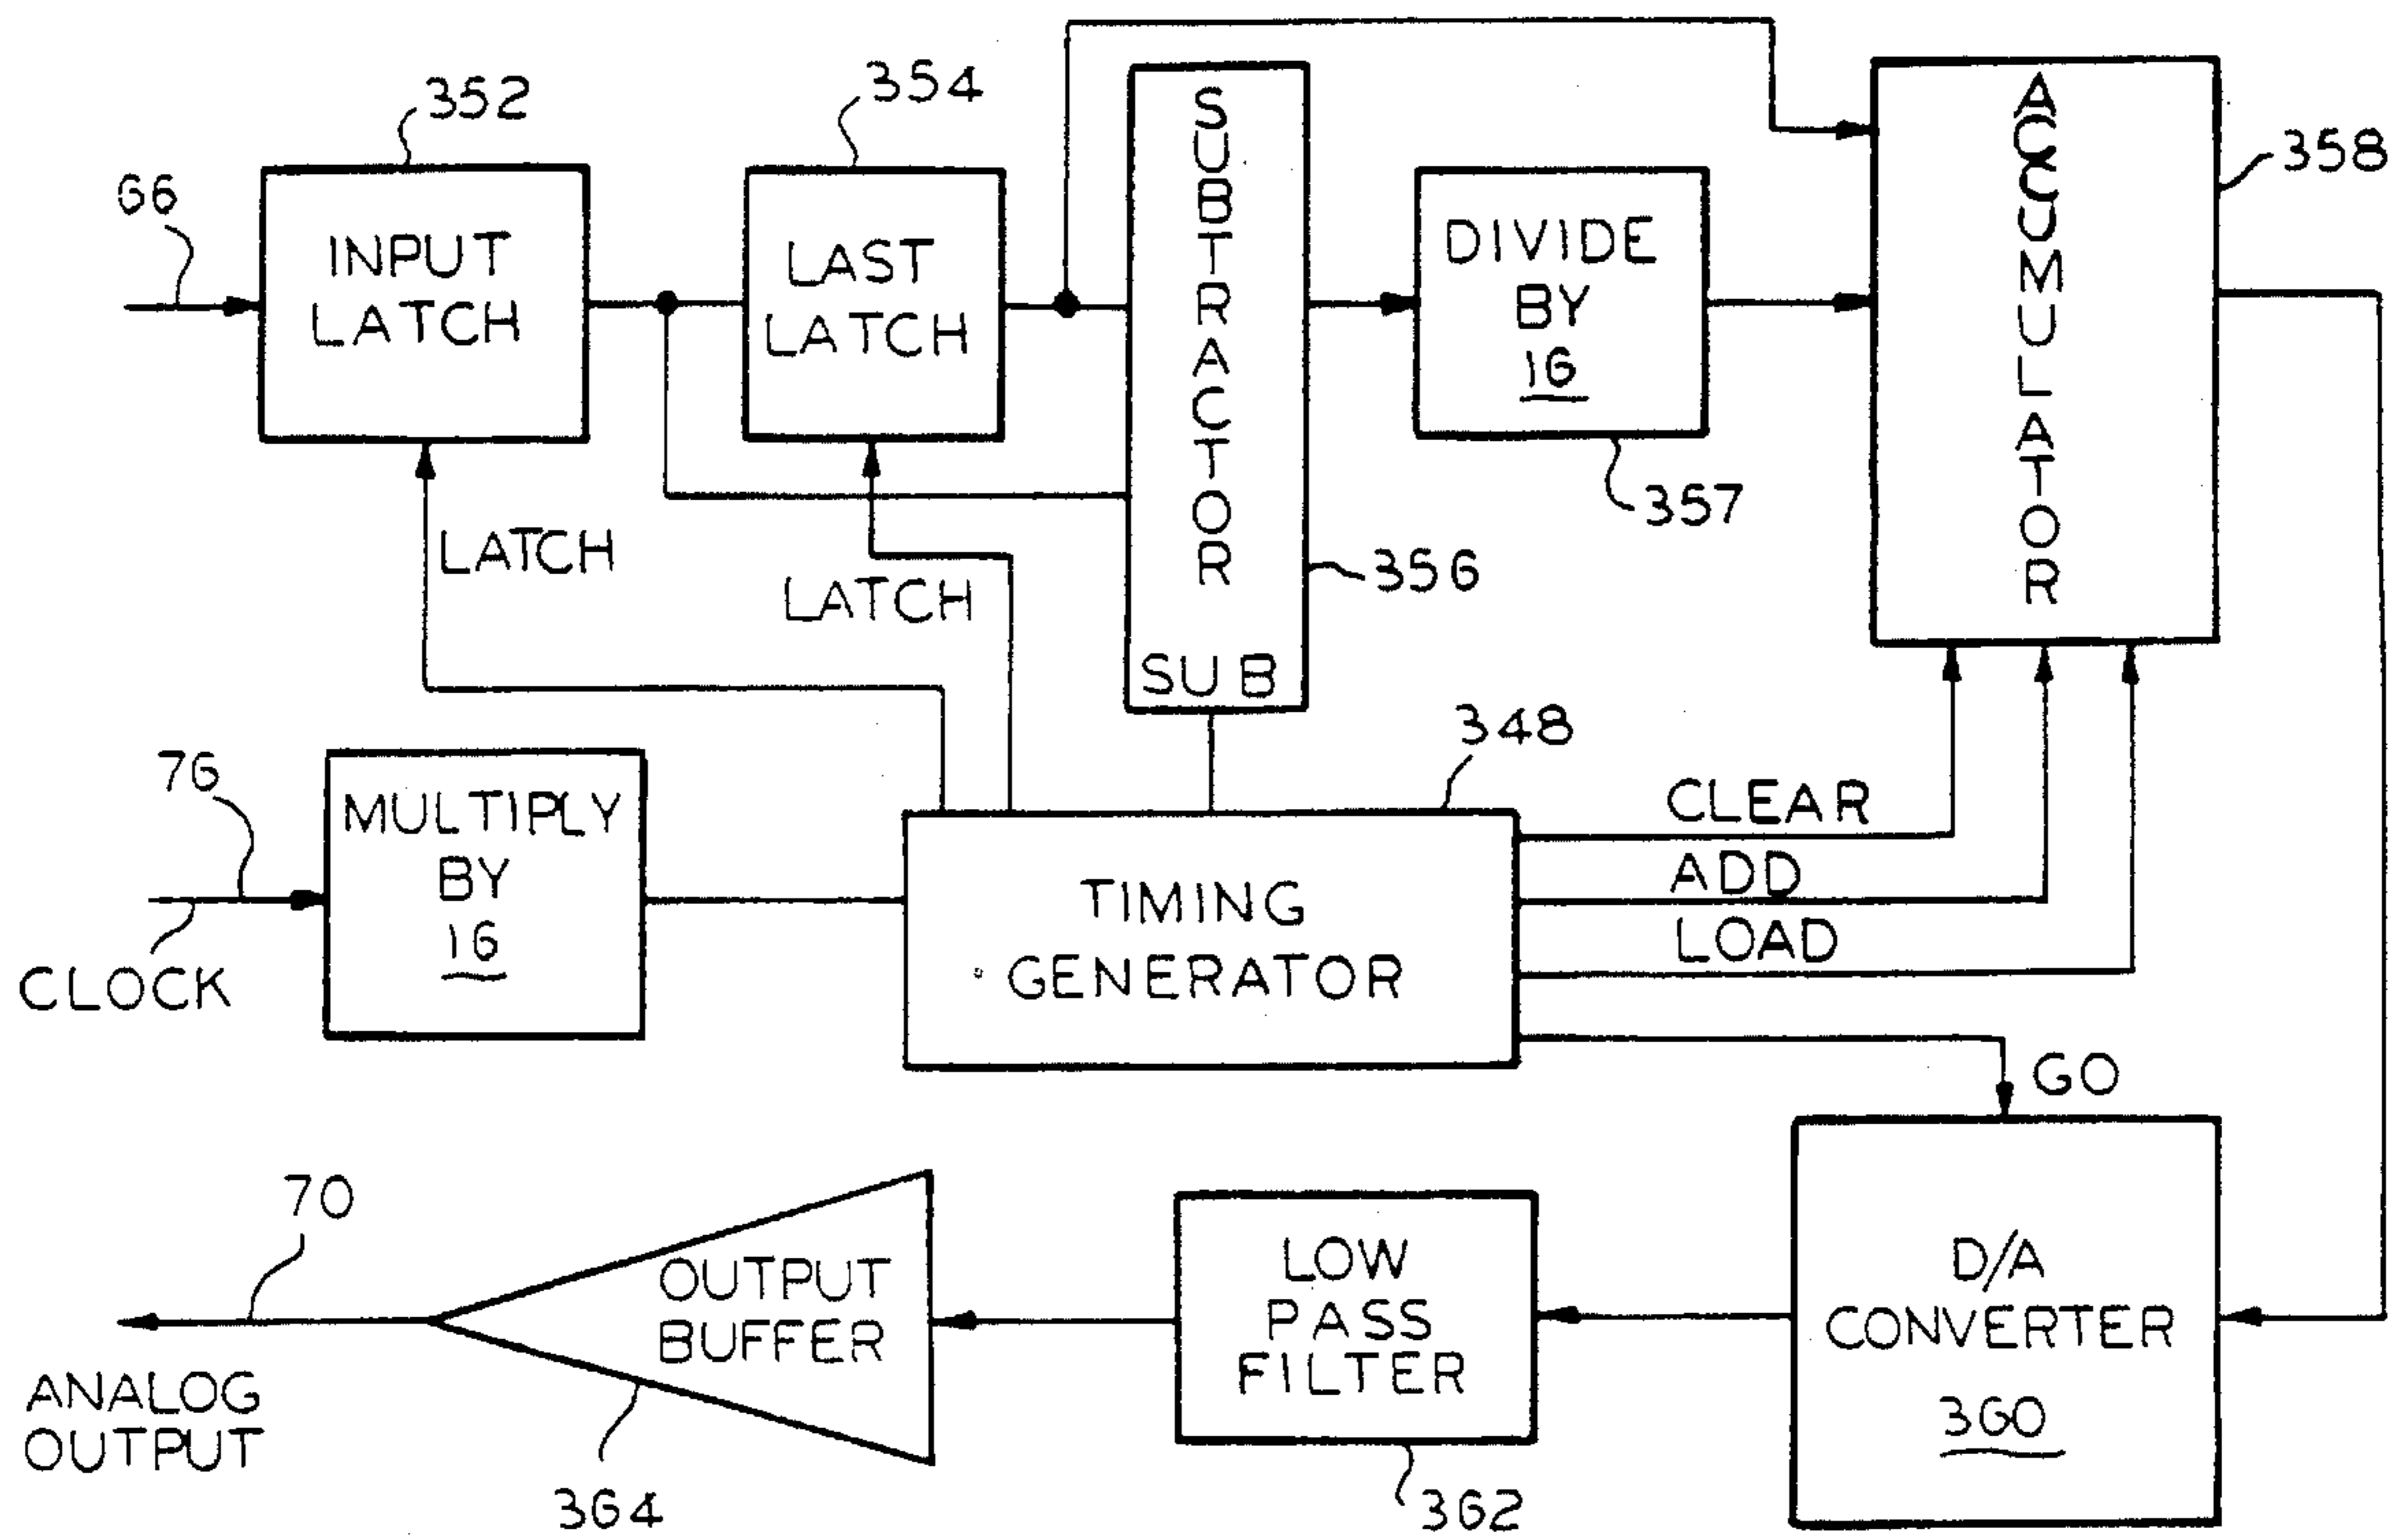 352
354
358
66
INPUT
LATCH
LAST
LATCH
SUBTRACTOR
SUB
DIVIDE
BY
16
ACCUMULATOR
357
356
LATCH
LATCH
348
76
MULTIPLY
BY
16
CLOCK
TIMING
GENERATOR
CLEAR
ADD
LOAD
GO
70
ANALOG
OUTPUT
OUTPUT
BUFFER
364
LOW
PASS
FILTER
362
D/A
CONVERTER
360